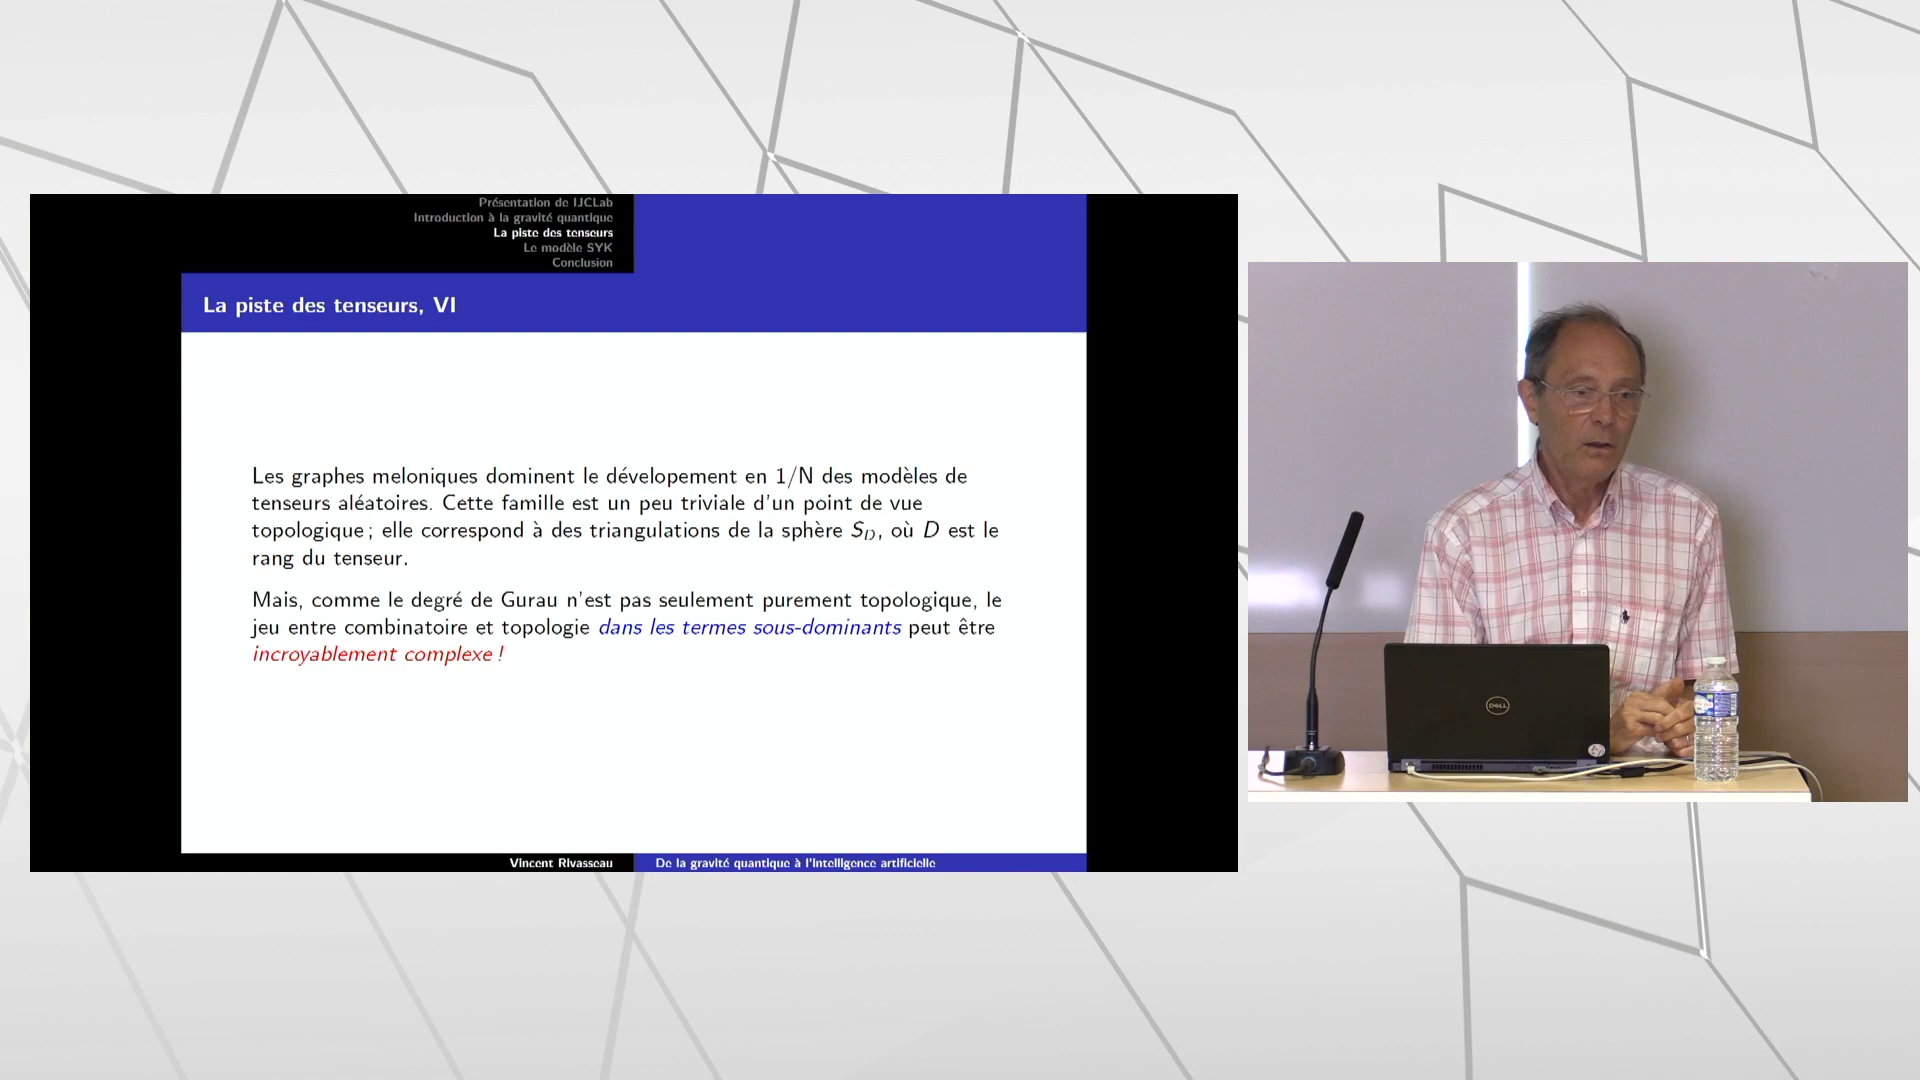 Présentation de IJCLab
Introduction à la gravité quantique
La piste des tenseurs
Le modèle SYK
Conclusion
La piste des tenseurs, VI
Les graphes meloniques dominent le dévelopement en 1/N des modèles de
tenseurs aléatoires. Cette famille est un peu triviale d'un point de vue
topologique ; elle correspond à des triangulations de la sphère S_D, où D est le
rang du tenseur.
Mais, comme le degré de Gurau n'est pas seulement purement topologique, le
jeu entre combinatoire et topologie dans les termes sous-dominants peut être
incroyablement complexe !
Vincent Rivasseau
De la gravité quantique à l'intelligence artificielle
DELL